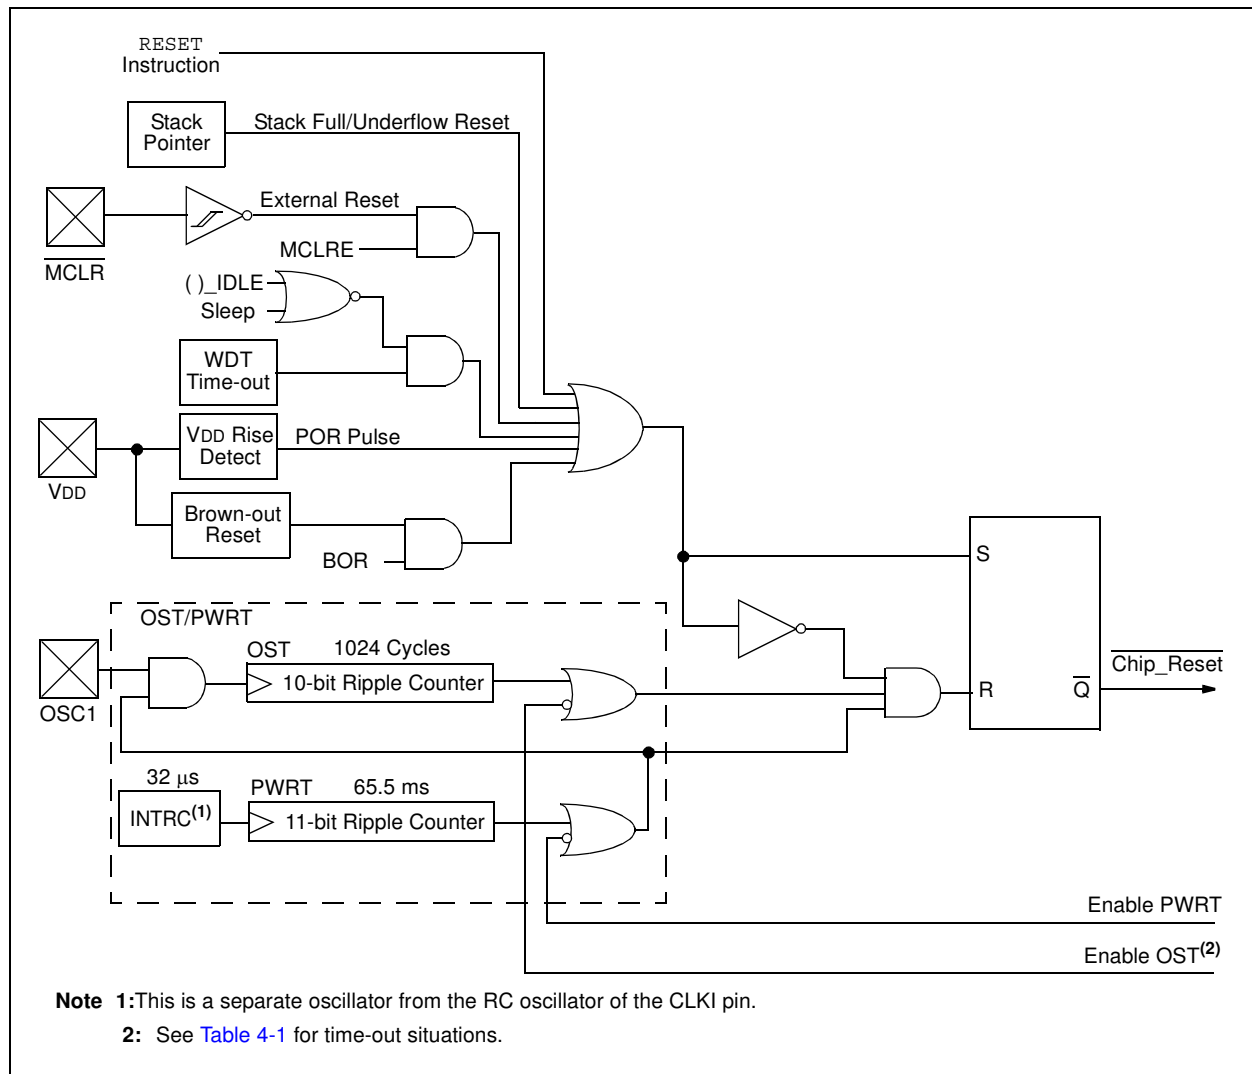 RESET
Instruction
Stack
Pointer
Stack Full/Underflow Reset
External Reset
MCLR
MCLRE
( )_IDLE
Sleep
WDT
Time-out
VDD Rise
Detect
POR Pulse
VDD
Brown-out
Reset
BOR
S
OST/PWRT
OST
1024 Cycles
10-bit Ripple Counter
OSC1
Chip_Reset
R
Q
32 μs
PWRT
65.5 ms
INTRC(1)
11-bit Ripple Counter
Enable PWRT
Enable OST(2)
Note 1:This is a separate oscillator from the RC oscillator of the CLKI pin.
2: See Table 4-1 for time-out situations.